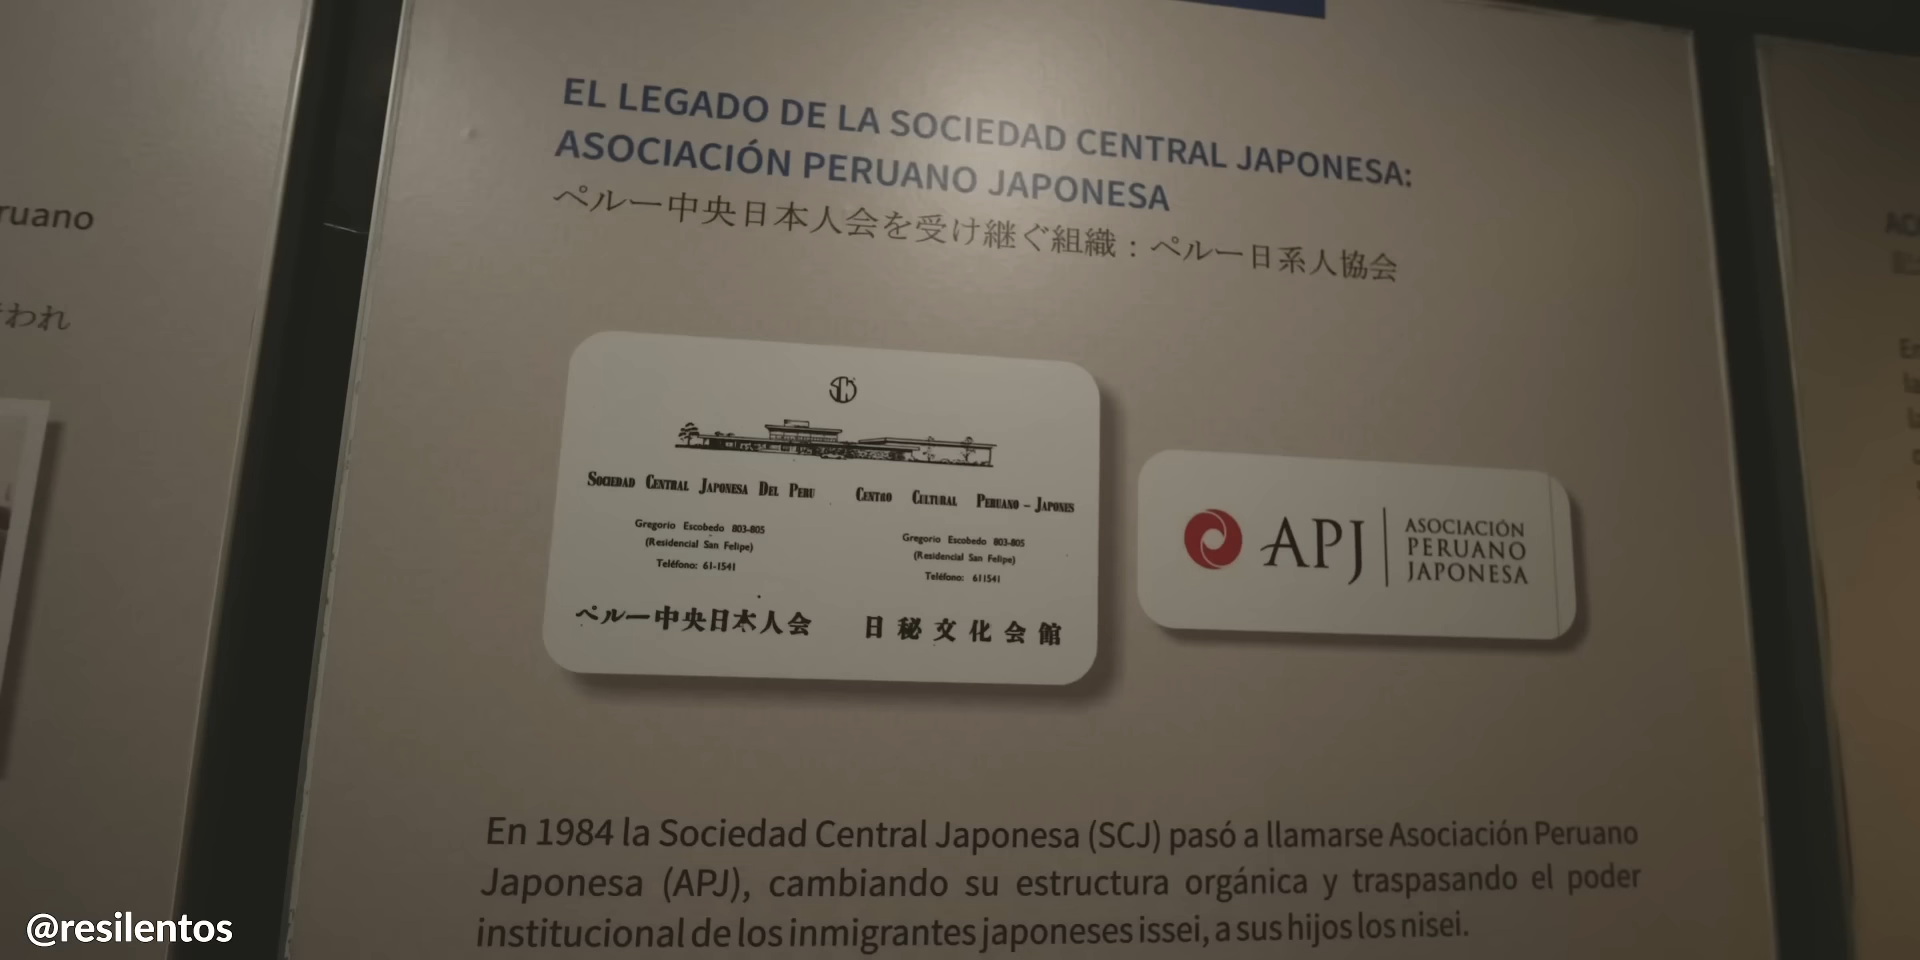 EL LEGADO DE LA SOCIEDAD CENTRAL JAPONESA:
ASOCIACIÓN PERUANO JAPONESA
ペルー中央日本人会を受け継ぐ組織：ペルー日系人協会
SOCIEDAD CENTRAL JAPONESA DEL PERU
Gregorio Escobedo 803-805
(Residencial San Felipe)
Teléfono: 61-1541
ペルー中央日本人会
CENTRO CULTURAL PERUANO - JAPONES
Gregorio Escobedo 803-805
(Residencial San Felipe)
Teléfono: 611541
日秘文化会館
APJ
ASOCIACIÓN
PERUANO
JAPONESA
En 1984 la Sociedad Central Japonesa (SCJ) pasó a llamarse Asociación Peruano
Japonesa (APJ), cambiando su estructura orgánica y traspasando el poder
institucional de los inmigrantes japoneses issei, a sus hijos los nisei.
@resilentos